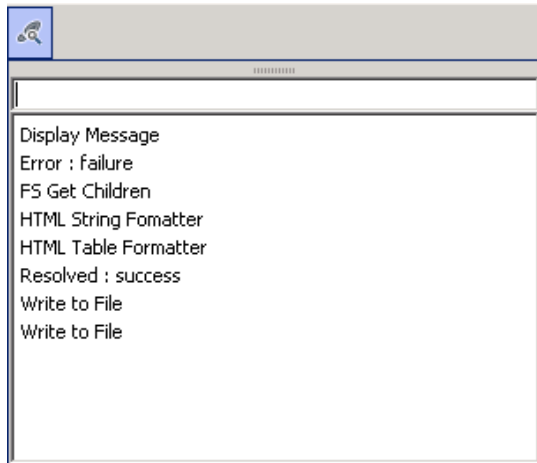 Display Message
Error : failure
FS Get Children
HTML String Fomatter
HTML Table Formatter
Resolved : success
Write to File
Write to File